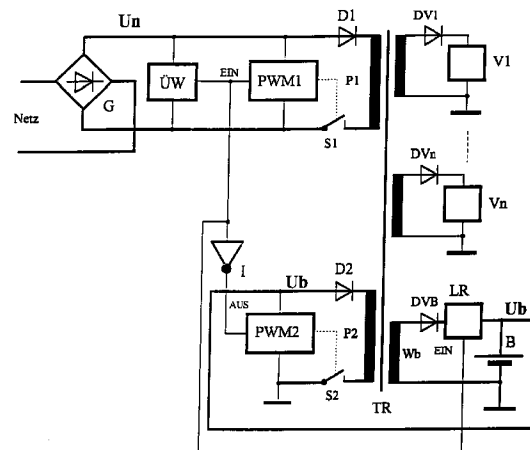 Un
D1
DV1
V1
ÜW
EIN
PWM1
P1
G
Netz
S1
DVn
Vn
I
Ub
D2
AUS
PWM2
P2
S2
TR
DVB
LR
Ub
Wb
EIN
B